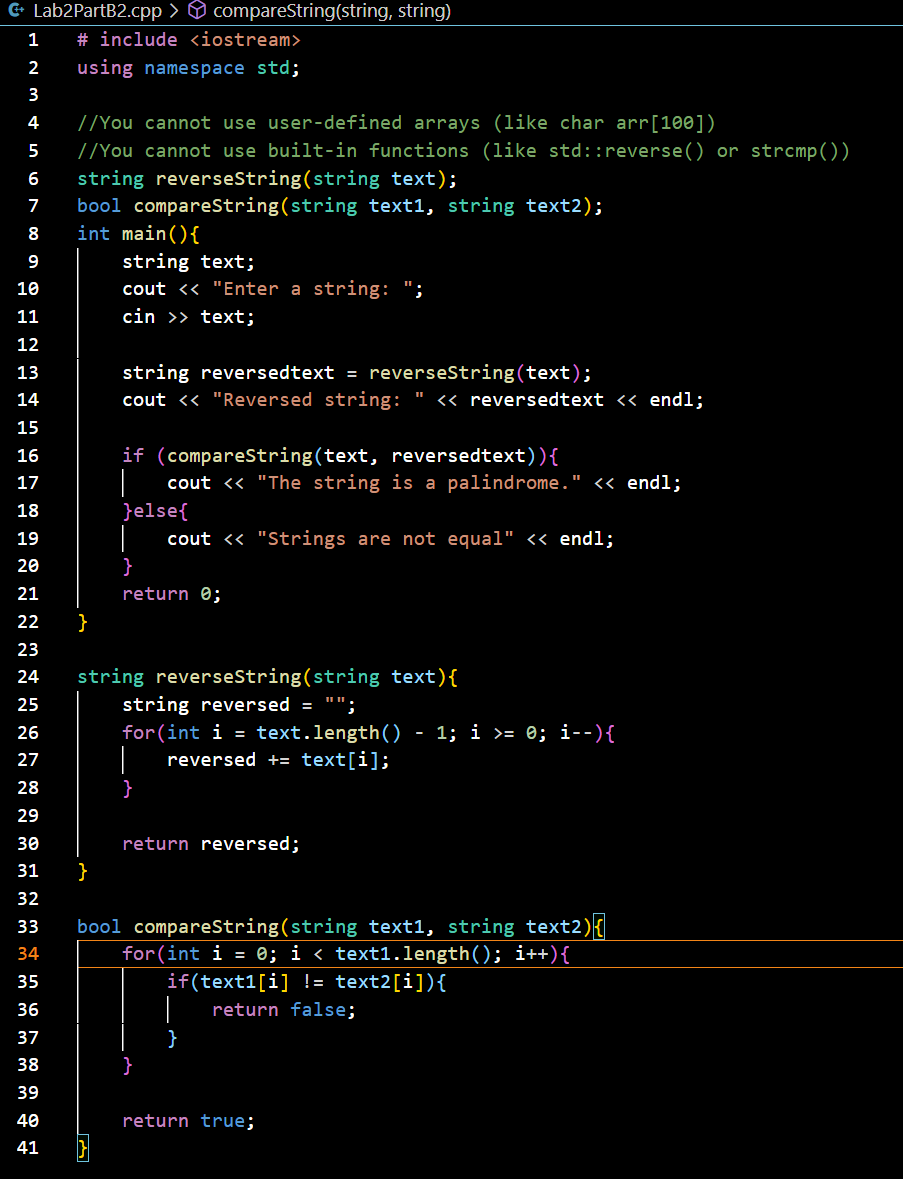 Lab2PartB2.cpp > compareString(string, string)
1 # include <iostream>
2 using namespace std;
3
4 //You cannot use user-defined arrays (like char arr[100])
5 //You cannot use built-in functions (like std::reverse() or strcmp())
6 string reverseString(string text);
7 bool compareString(string text1, string text2);
8 int main(){
9     string text;
10     cout << "Enter a string: ";
11     cin >> text;
12
13     string reversedtext = reverseString(text);
14     cout << "Reversed string: " << reversedtext << endl;
15
16     if (compareString(text, reversedtext)){
17         cout << "The string is a palindrome." << endl;
18     }else{
19         cout << "Strings are not equal" << endl;
20     }
21     return 0;
22 }
23
24 string reverseString(string text){
25     string reversed = "";
26     for(int i = text.length() - 1; i >= 0; i--){
27         reversed += text[i];
28     }
29
30     return reversed;
31 }
32
33 bool compareString(string text1, string text2){
34     for(int i = 0; i < text1.length(); i++){
35         if(text1[i] != text2[i]){
36             return false;
37         }
38     }
39
40     return true;
41 }